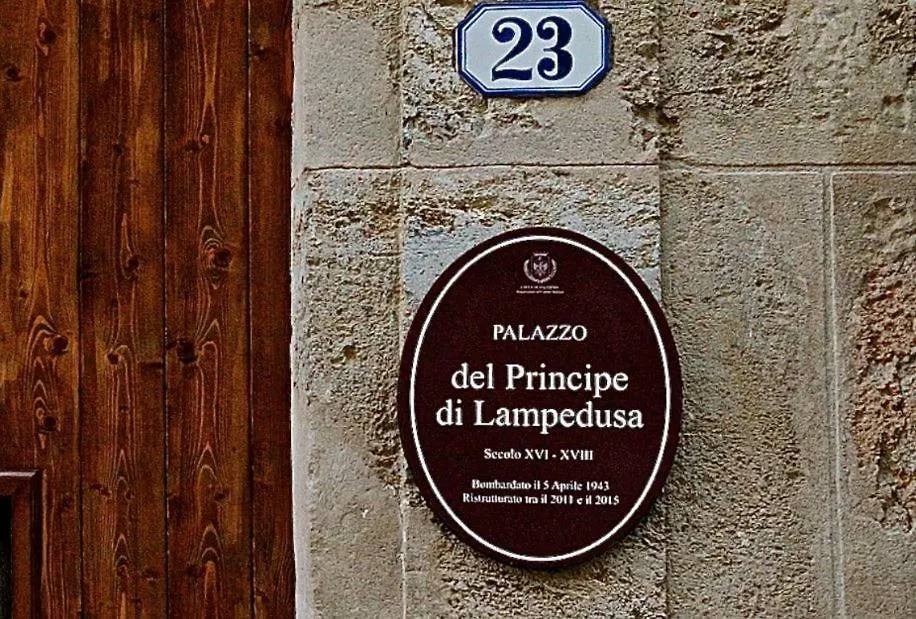 23
PALAZZO
del Principe
di Lampedusa
Secolo XVI - XVIII
Bombardato il 5 Aprile 1943
Ristrutturato tra il 2011 e il 2015